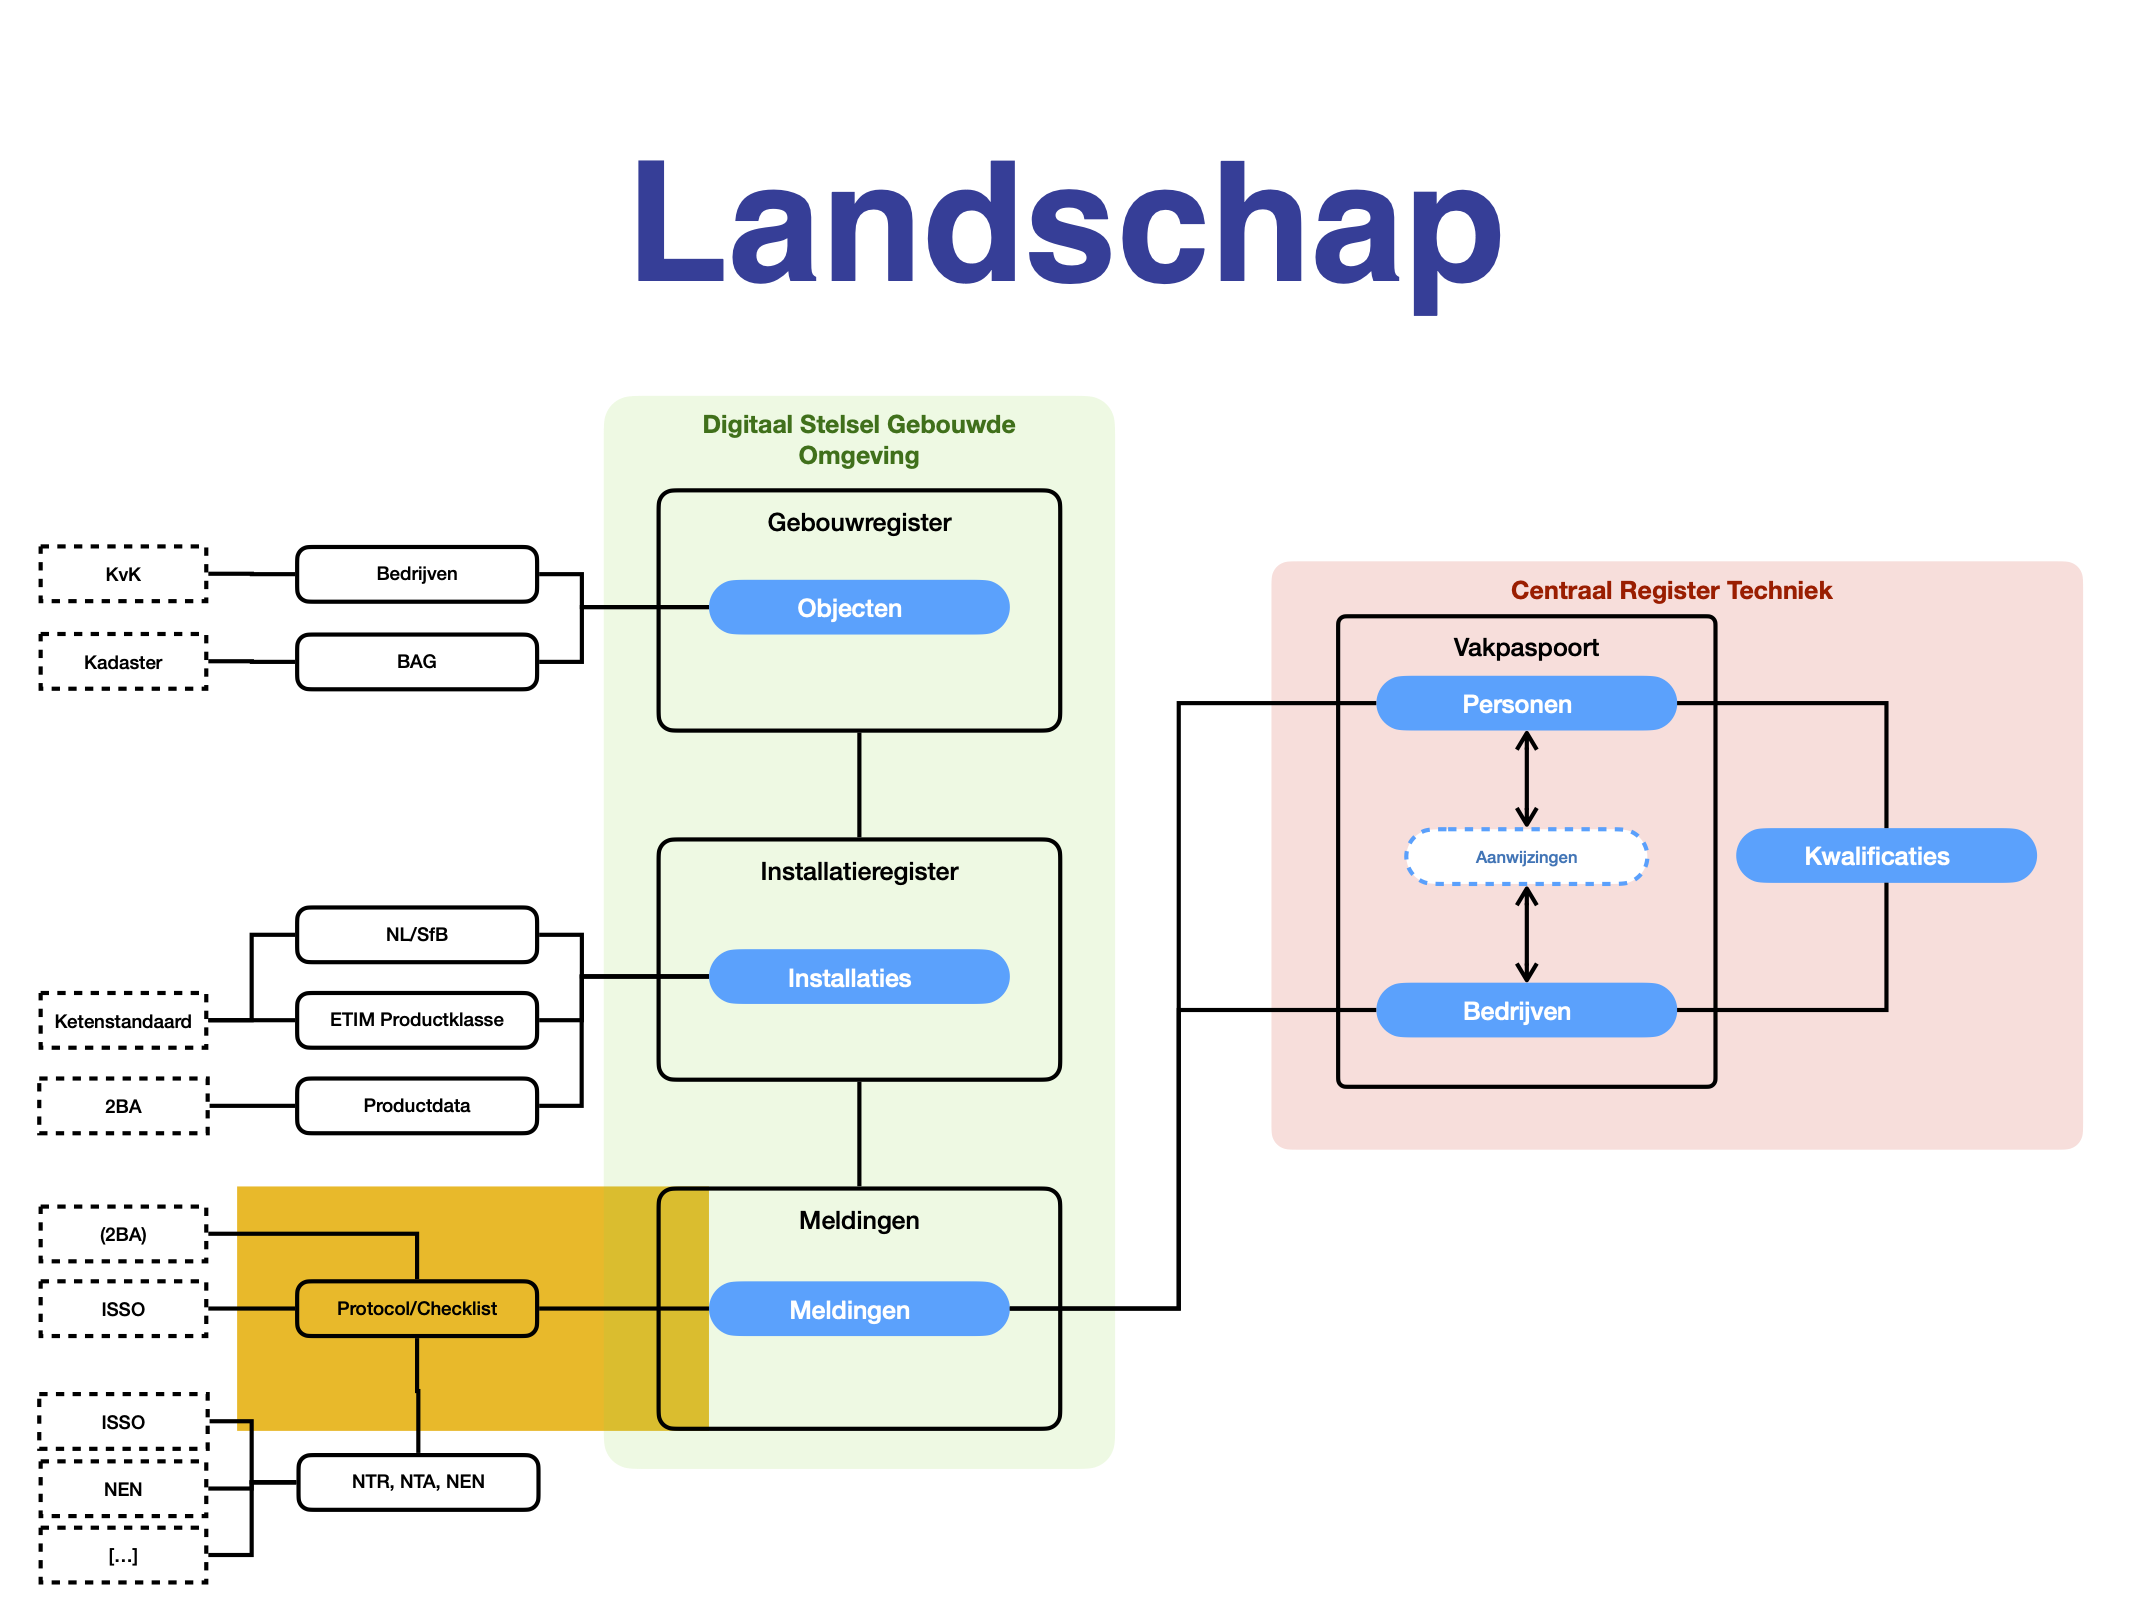 Landschap
Digitaal Stelsel Gebouwde
Omgeving
Gebouwregister
Objecten
KvK
Bedrijven
Kadaster
BAG
Installatieregister
Installaties
NL/SfB
Ketenstandaard
ETIM Productklasse
2BA
Productdata
Meldingen
Meldingen
(2BA)
ISSO
Protocol/Checklist
ISSO
NEN
[...]
NTR, NTA, NEN
Centraal Register Techniek
Vakpaspoort
Personen
Aanwijzingen
Kwalificaties
Bedrijven